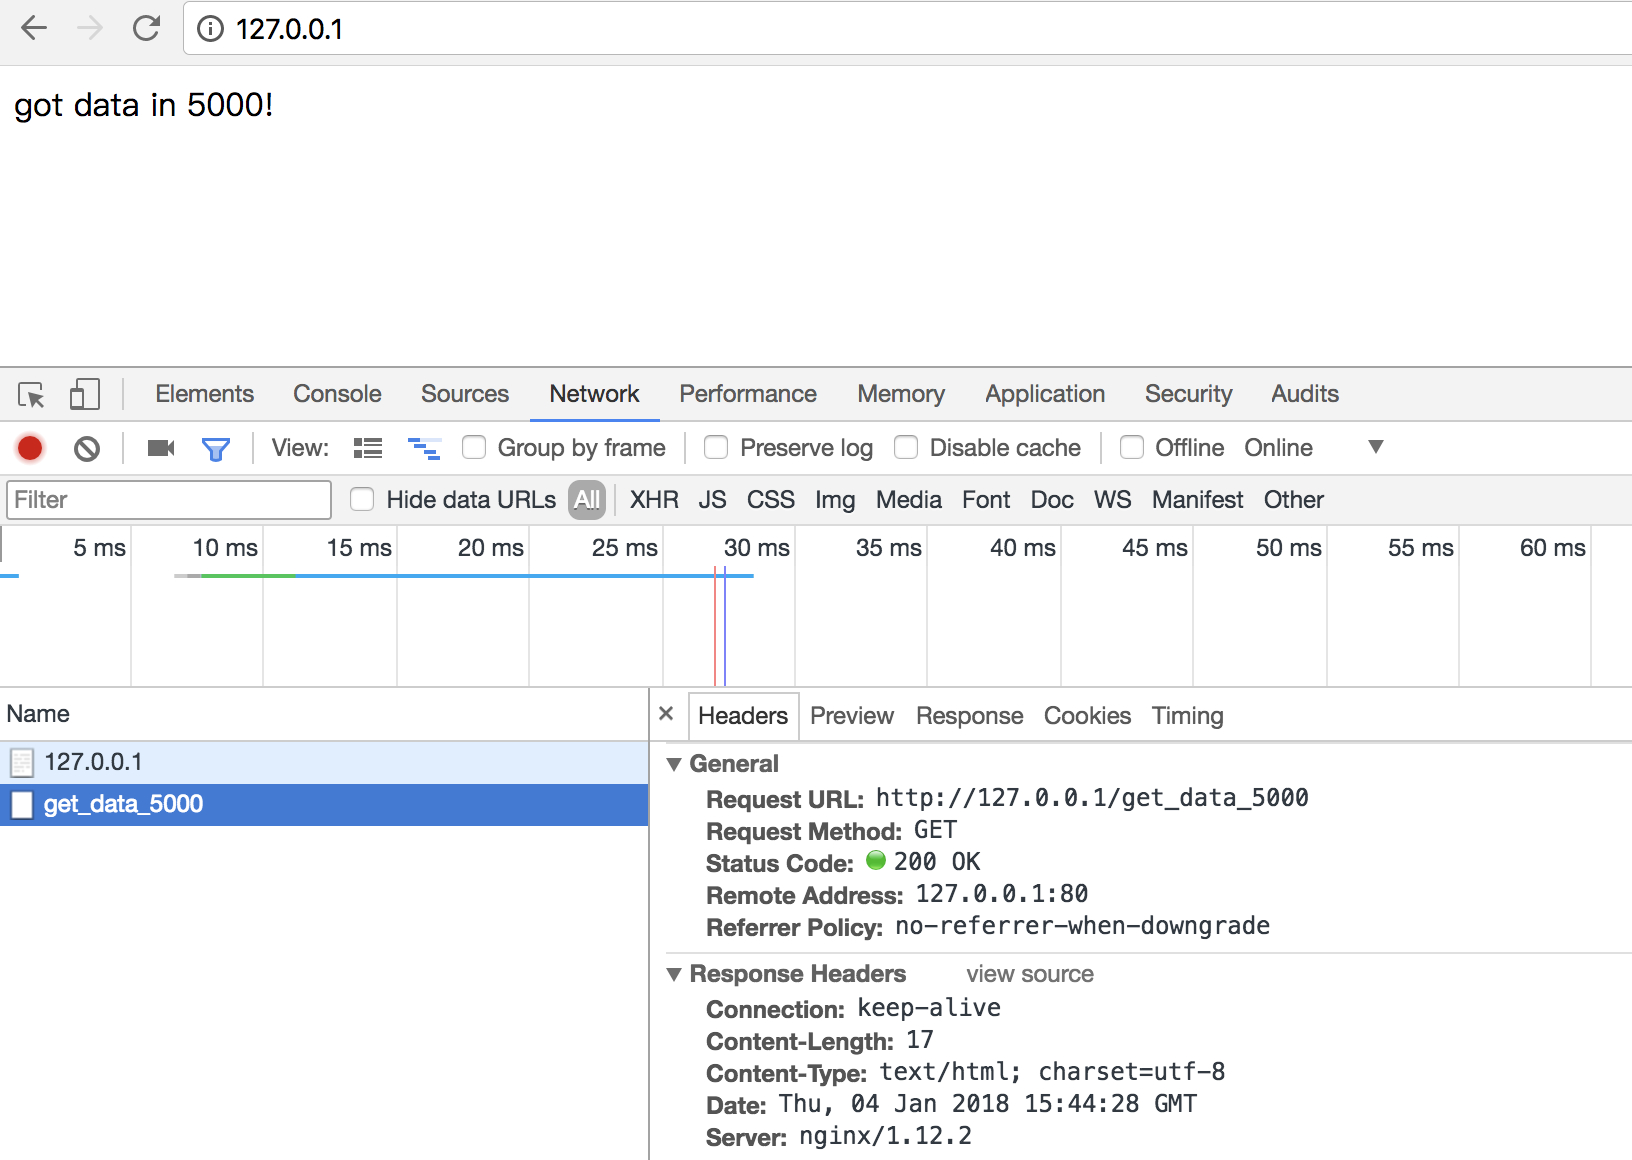 127.0.0.1
got data in 5000!
Elements Console Sources Network Performance Memory Application Security Audits
View: Group by frame Preserve log Disable cache Offline Online
Filter Hide data URLs All XHR JS CSS Img Media Font Doc WS Manifest Other
5 ms 10 ms 15 ms 20 ms 25 ms 30 ms 35 ms 40 ms 45 ms 50 ms 55 ms 60 ms
Name
127.0.0.1
get_data_5000
× Headers Preview Response Cookies Timing
General
Request URL: http://127.0.0.1/get_data_5000
Request Method: GET
Status Code: 200 OK
Remote Address: 127.0.0.1:80
Referrer Policy: no-referrer-when-downgrade
Response Headers view source
Connection: keep-alive
Content-Length: 17
Content-Type: text/html; charset=utf-8
Date: Thu, 04 Jan 2018 15:44:28 GMT
Server: nginx/1.12.2